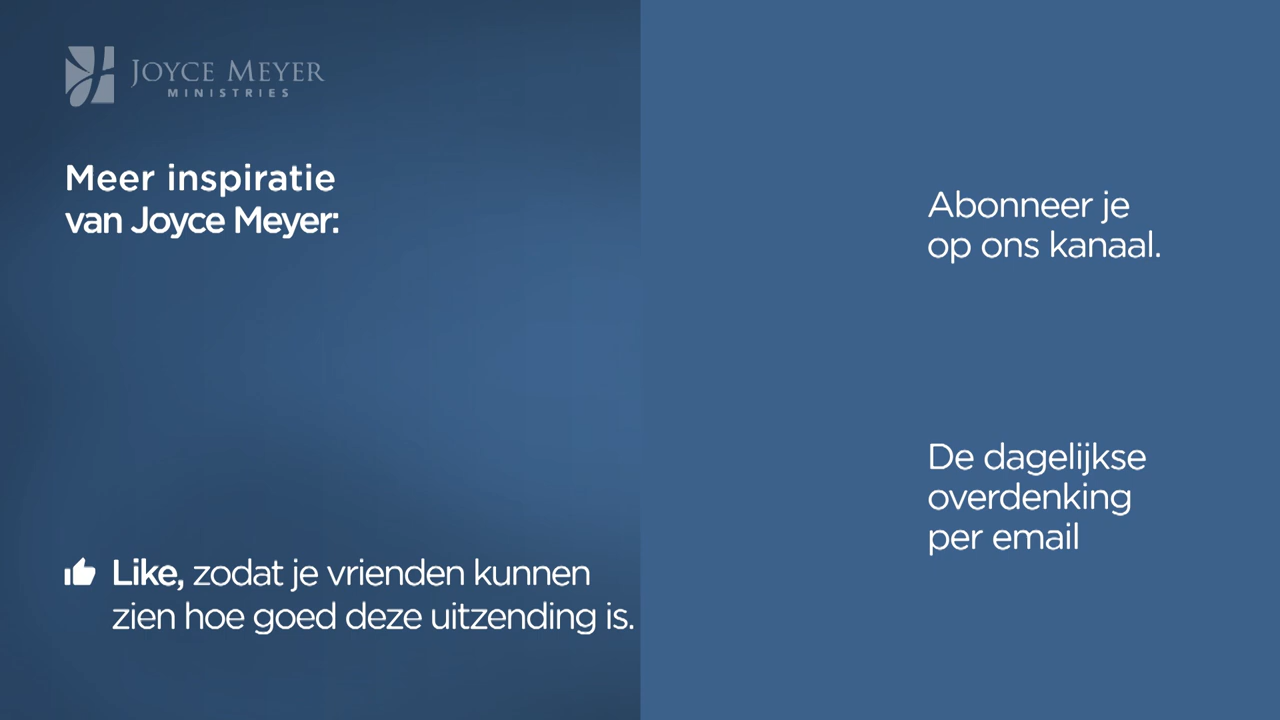 JOYCE MEYER
MINISTRIES
Meer inspiratie
van Joyce Meyer:
Abonneer je
op ons kanaal.
De dagelijkse
overdenking
per email
Like, zodat je vrienden kunnen
zien hoe goed deze uitzending is.